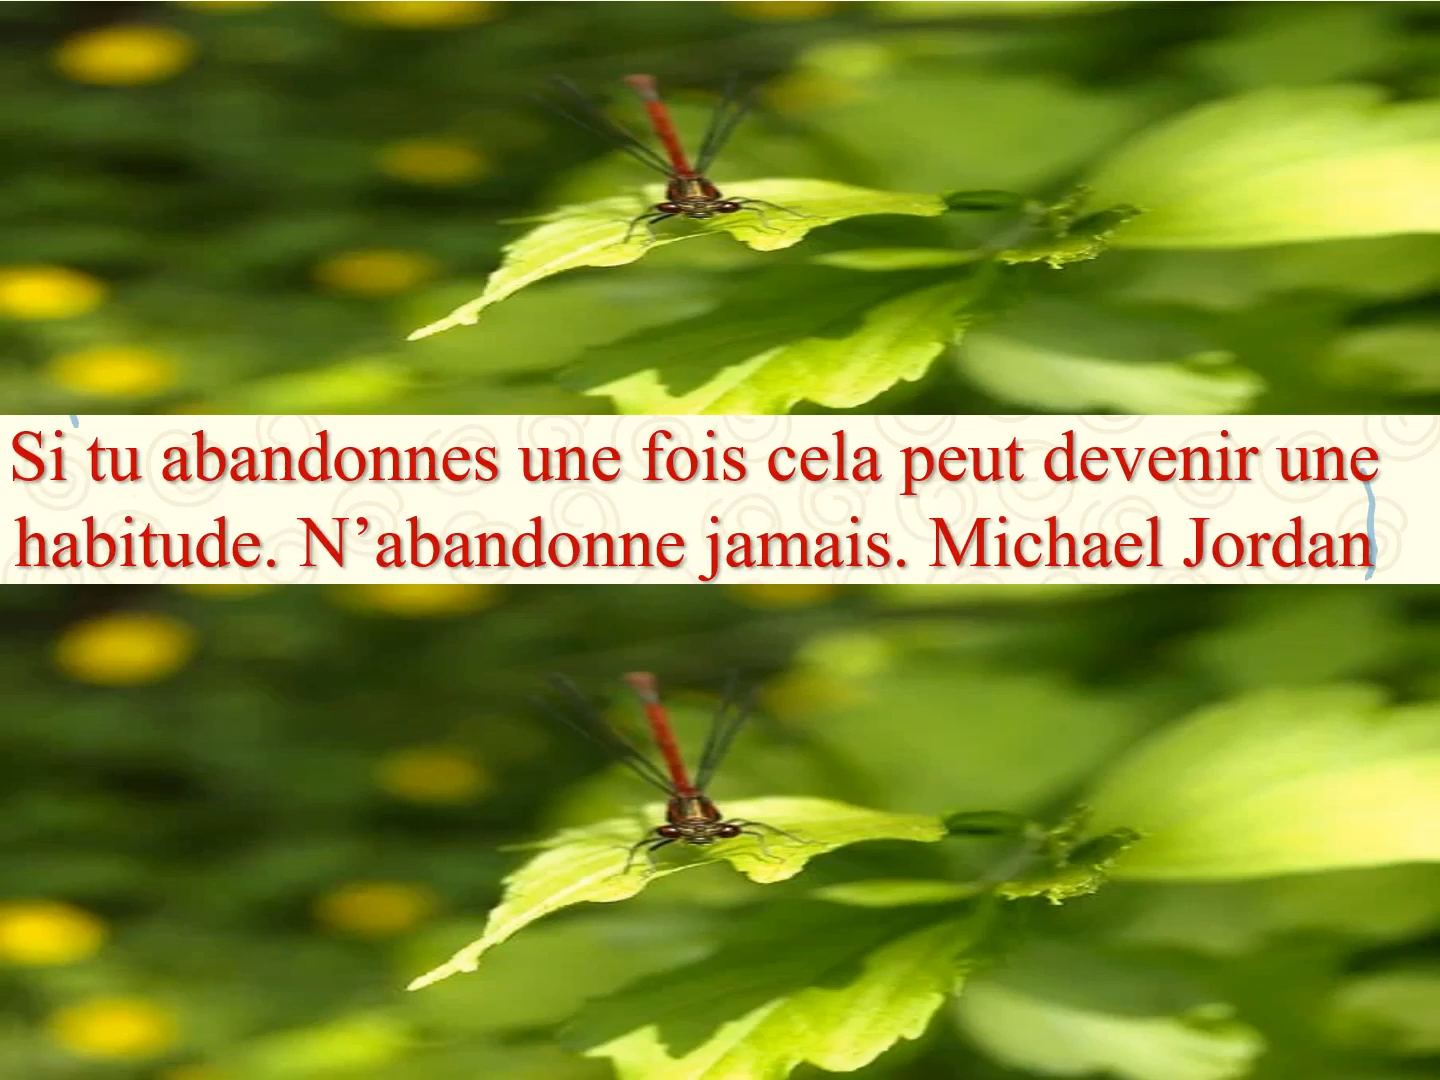 Si tu abandonnes une fois cela peut devenir une
habitude. N’abandonne jamais. Michael Jordan